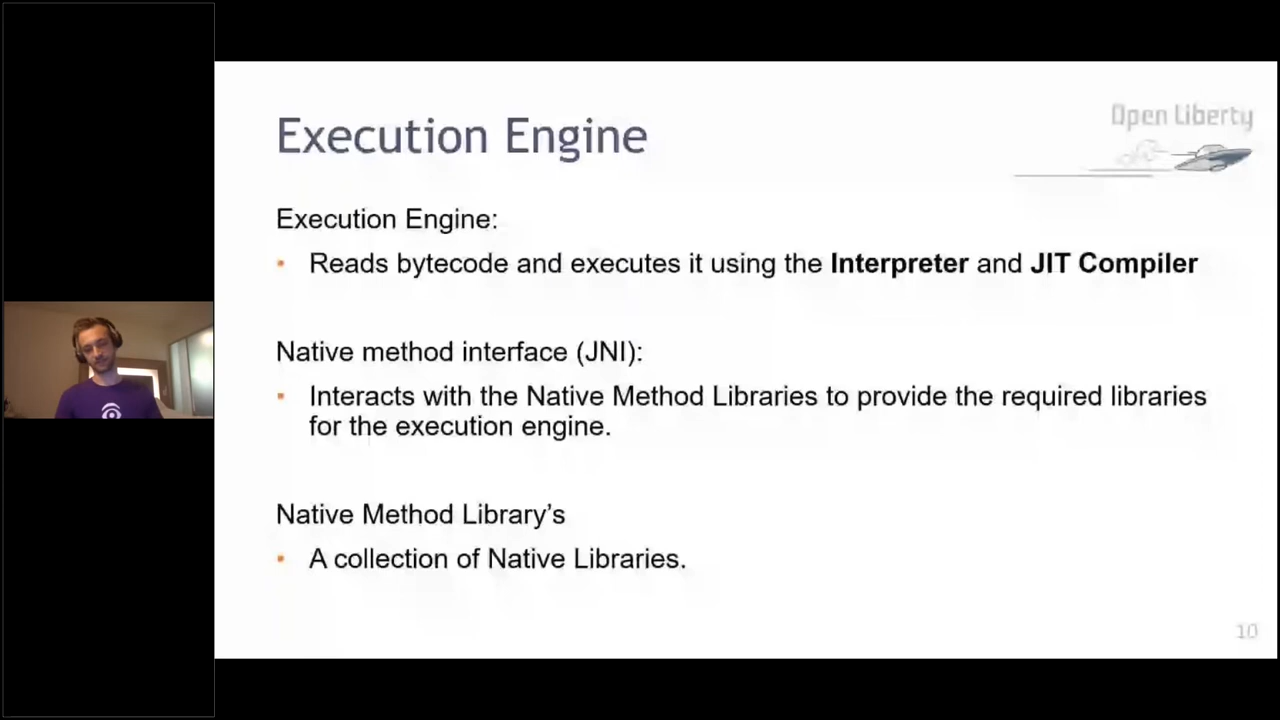 Execution Engine
Open Liberty
Execution Engine:
• Reads bytecode and executes it using the Interpreter and JIT Compiler
Native method interface (JNI):
• Interacts with the Native Method Libraries to provide the required libraries
for the execution engine.
Native Method Library’s
• A collection of Native Libraries.
10